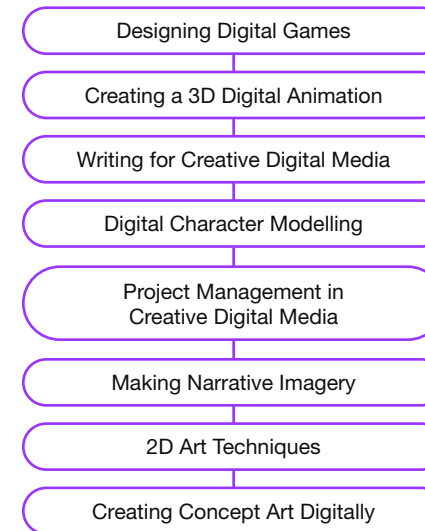 Designing Digital Games
Creating a 3D Digital Animation
Writing for Creative Digital Media
Digital Character Modelling
Project Management in
Creative Digital Media
Making Narrative Imagery
2D Art Techniques
Creating Concept Art Digitally